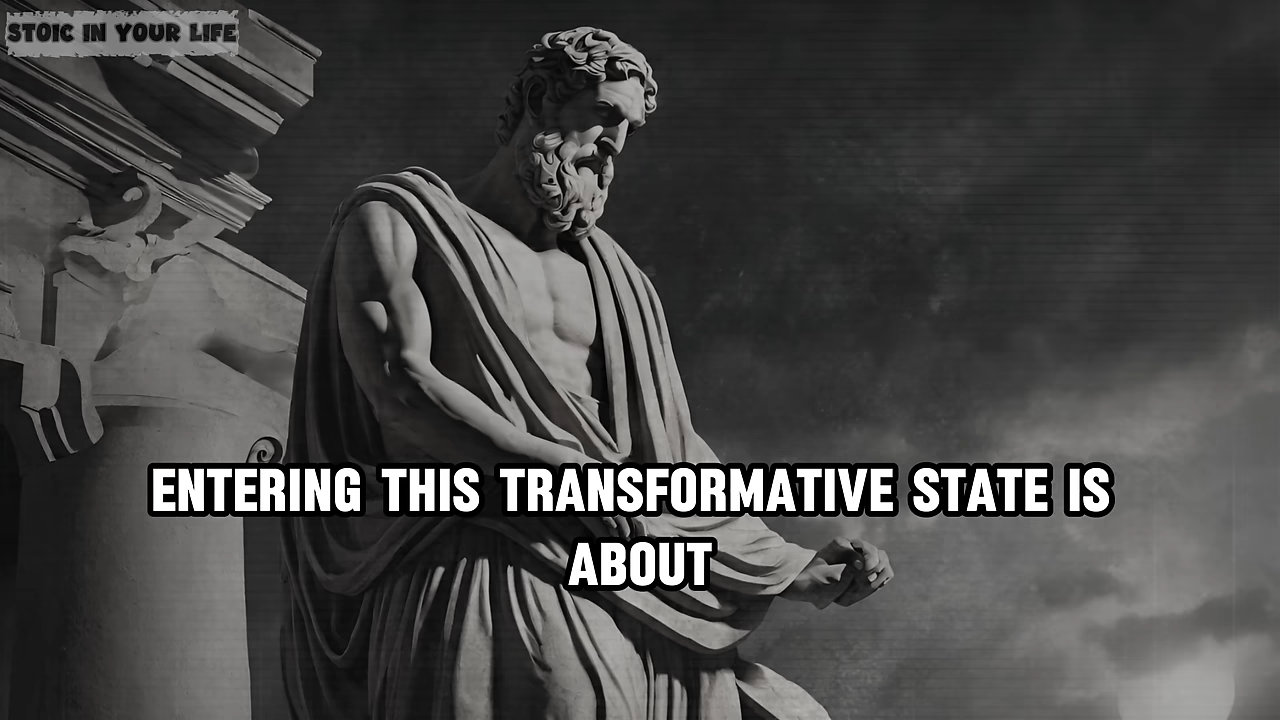 STOIC IN YOUR LIFE
ENTERING THIS TRANSFORMATIVE STATE IS
ABOUT